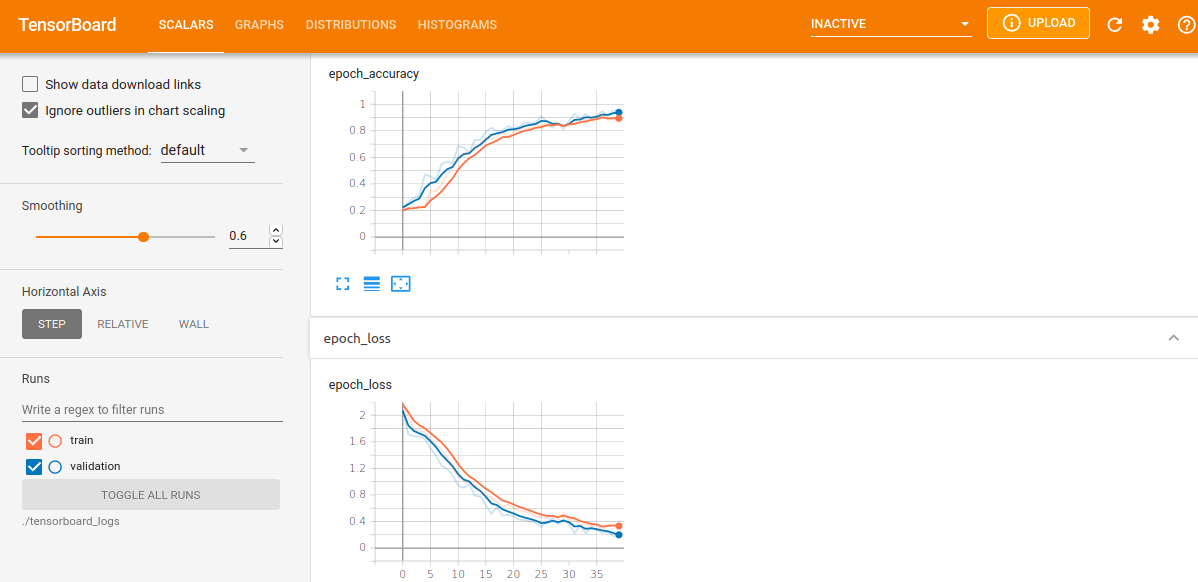 TensorBoard SCALARS GRAPHS DISTRIBUTIONS HISTOGRAMS INACTIVE UPLOAD
Show data download links
Ignore outliers in chart scaling
Tooltip sorting method: default
Smoothing
0.6
Horizontal Axis
STEP RELATIVE WALL
Runs
Write a regex to filter runs
train
validation
TOGGLE ALL RUNS
./tensorboard_logs
epoch_accuracy
1
0.8
0.6
0.4
0.2
0
epoch_loss
epoch_loss
2
1.6
1.2
0.8
0.4
0
0 5 10 15 20 25 30 35